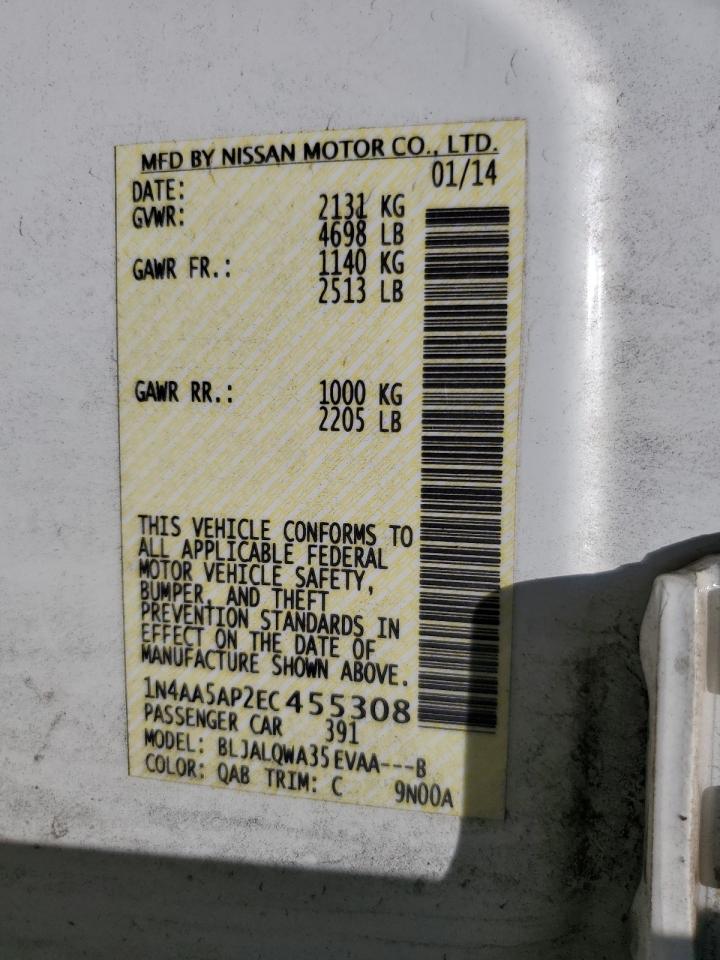 MFD BY NISSAN MOTOR CO., LTD.
DATE: 01/14
GVWR: 2131 KG
4698 LB
GAWR FR.: 1140 KG
2513 LB
GAWR RR.: 1000 KG
2205 LB
THIS VEHICLE CONFORMS TO
ALL APPLICABLE FEDERAL
MOTOR VEHICLE SAFETY,
BUMPER, AND THEFT
PREVENTION STANDARDS IN
EFFECT ON THE DATE OF
MANUFACTURE SHOWN ABOVE.
1N4AA5AP2EC455308
PASSENGER CAR 391
MODEL: BLJALQWA35EVAA---B
COLOR: QAB TRIM: C 9N00A